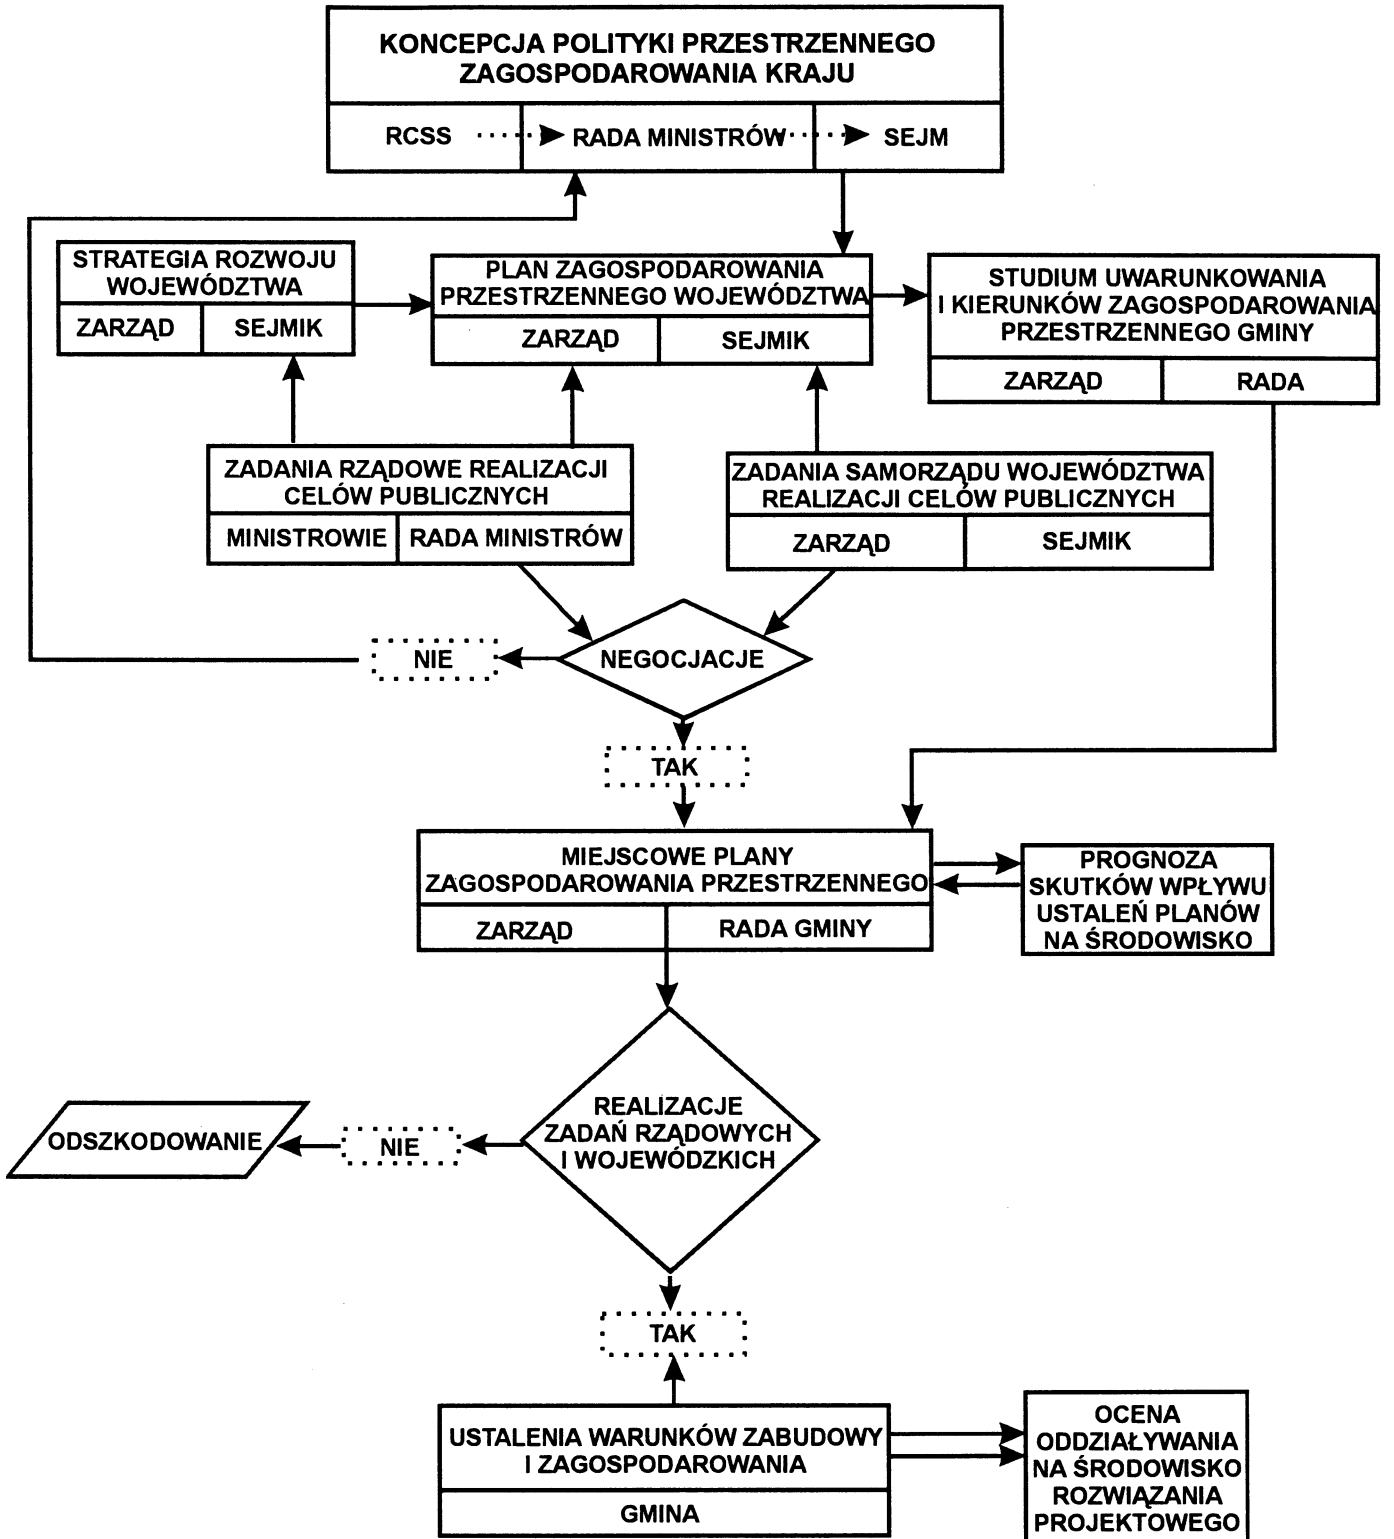 KONCEPCJA POLITYKI PRZESTRZENNEGO
ZAGOSPODAROWANIA KRAJU
RCSS
RADA MINISTRÓW
SEJM
STRATEGIA ROZWOJU
WOJEWÓDZTWA
ZARZĄD
SEJMIK
PLAN ZAGOSPODAROWANIA
PRZESTRZENNEGO WOJEWÓDZTWA
ZARZĄD
SEJMIK
STUDIUM UWARUNKOWANIA
I KIERUNKÓW ZAGOSPODAROWANIA
PRZESTRZENNEGO GMINY
ZARZĄD
RADA
ZADANIA RZĄDOWE REALIZACJI
CELÓW PUBLICZNYCH
MINISTROWIE
RADA MINISTRÓW
ZADANIA SAMORZĄDU WOJEWÓDZTWA
REALIZACJI CELÓW PUBLICZNYCH
ZARZĄD
SEJMIK
NIE
NEGOCJACJE
TAK
MIEJSCOWE PLANY
ZAGOSPODAROWANIA PRZESTRZENNEGO
ZARZĄD
RADA GMINY
PROGNOZA
SKUTKÓW WPŁYWU
USTALEŃ PLANÓW
NA ŚRODOWISKO
REALIZACJE
ZADAŃ RZĄDOWYCH
I WOJEWÓDZKICH
ODSZKODOWANIE
NIE
TAK
USTALENIA WARUNKÓW ZABUDOWY
I ZAGOSPODAROWANIA
GMINA
OCENA
ODDZIAŁYWANIA
NA ŚRODOWISKO
ROZWIĄZANIA
PROJEKTOWEGO